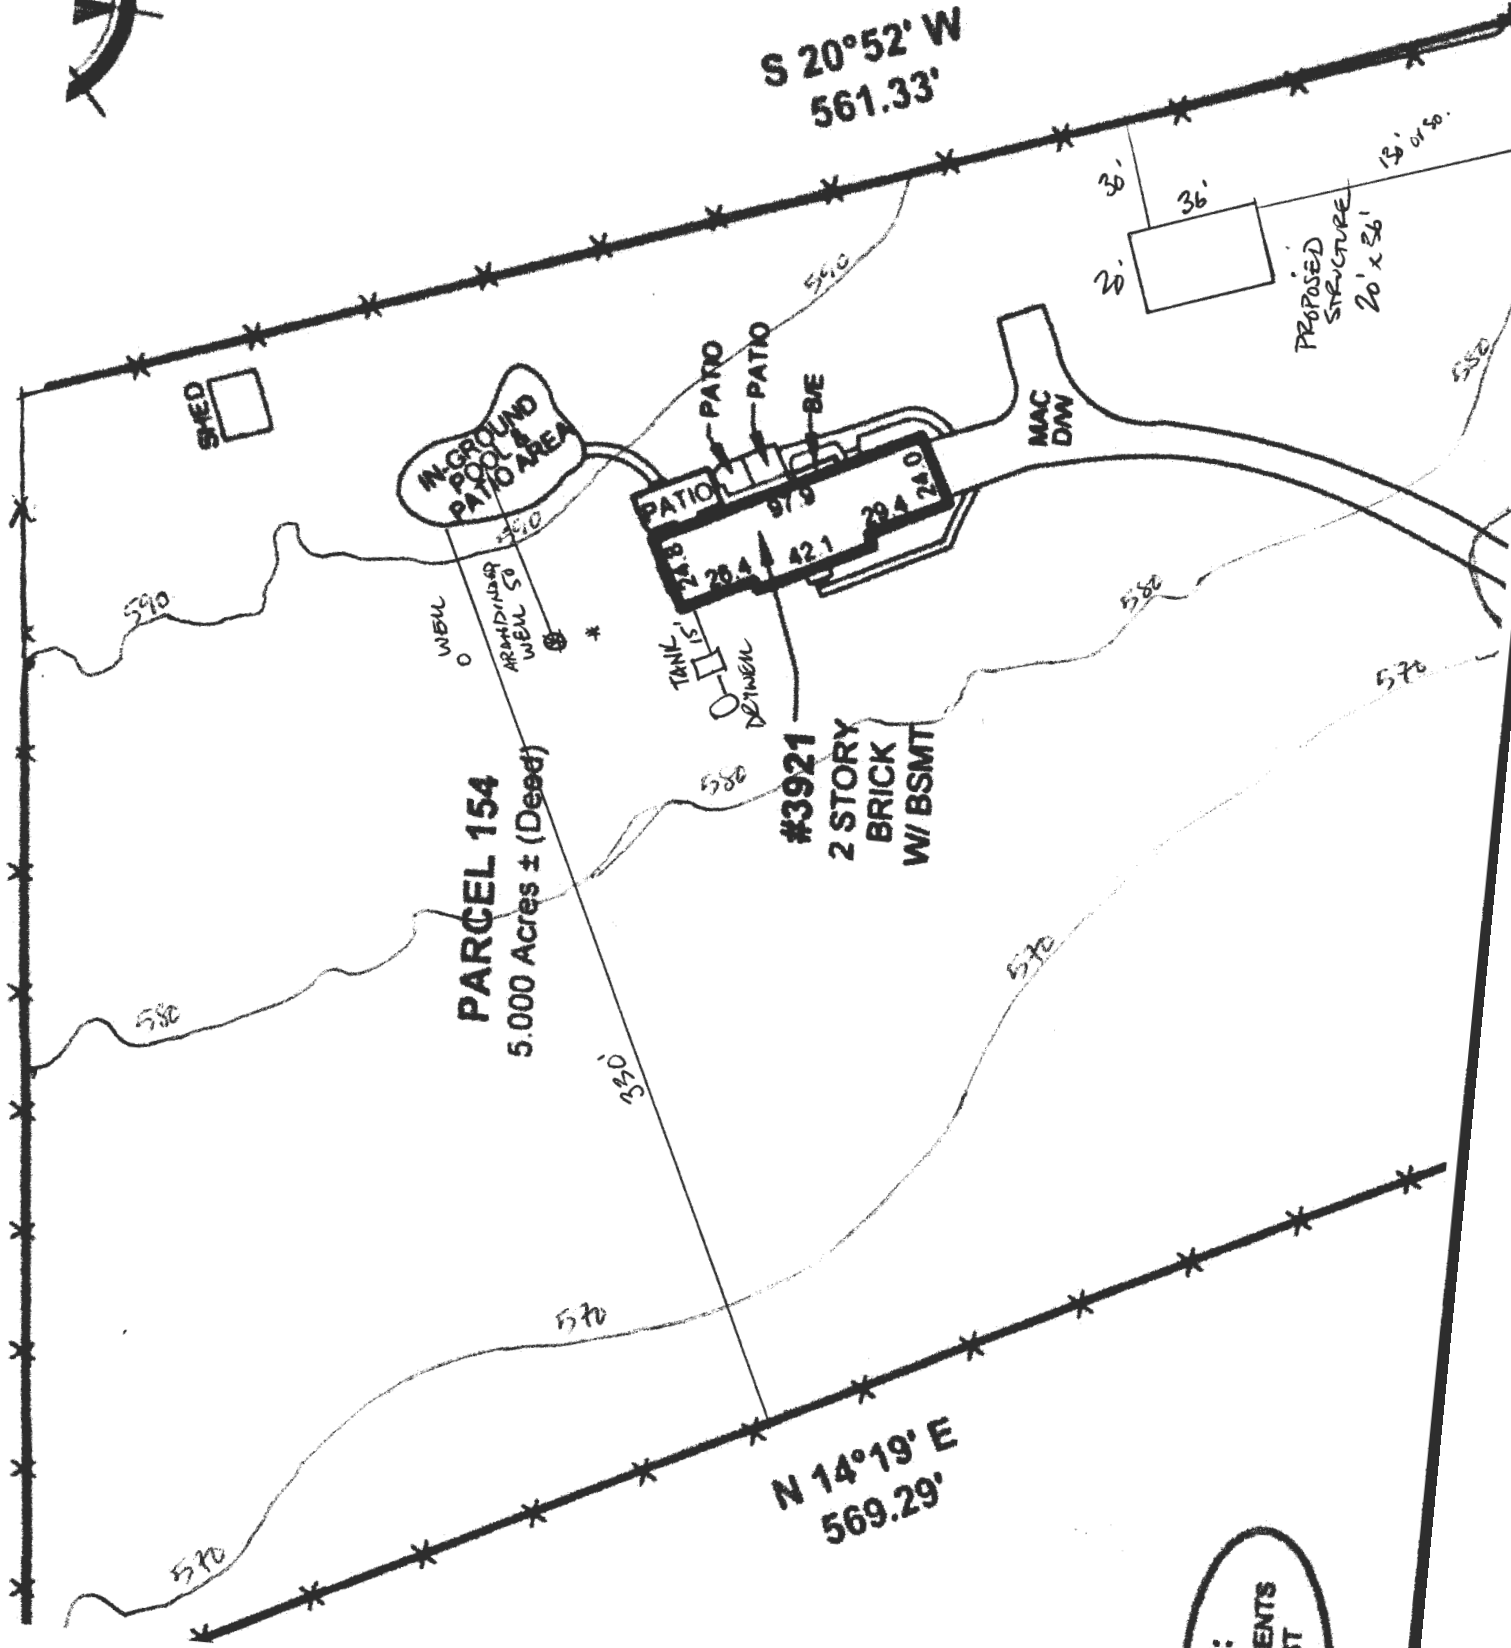 S 20°52' W
561.33'
30'
36'
20'
130' or so.
PROPOSED
STRUCTURE
20' x 36'
590
SHED
IN-GROUND
POOL &
PATIO AREA
PATIO
PATIO
B/E
PATIO
MAC
D/W
580
97.9
24.0
29.4
42.1
24.8
590
590
WELL
WELL 50'
TANK
15'
DRYWELL
580
570
#3921
2 STORY
BRICK
W/ BSMT
580
PARCEL 154
5.000 Acres ± (Deed)
580
570
330'
570
570
N 14°19' E
569.29'
ENTS